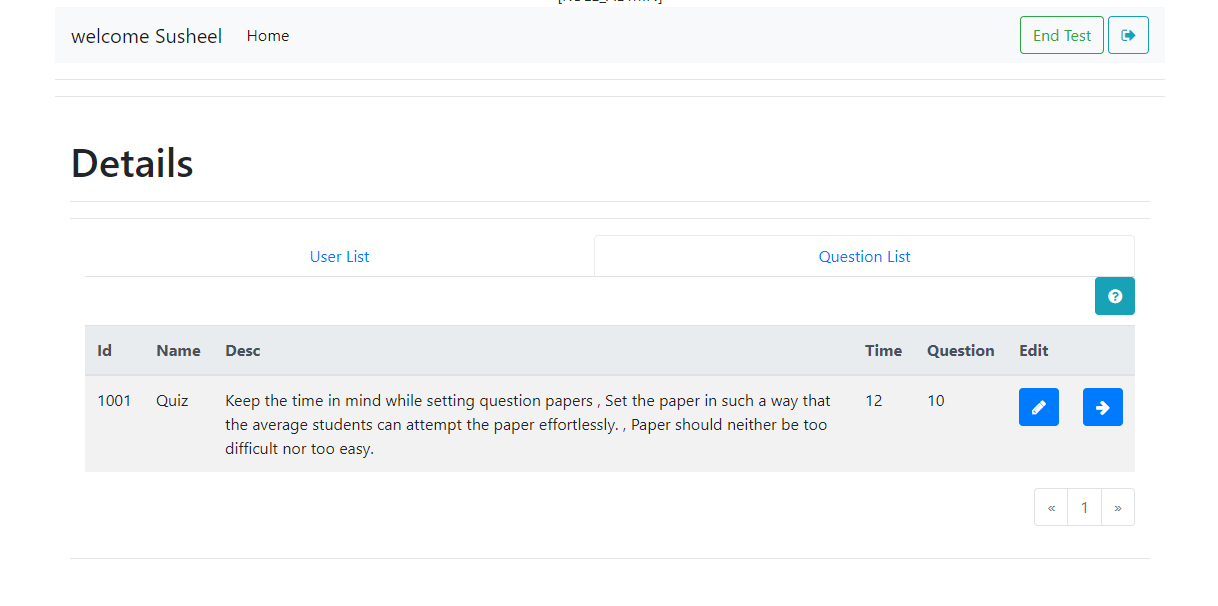 welcome Susheel Home End Test
Details
User List Question List
Id Name Desc Time Question Edit
1001 Quiz Keep the time in mind while setting question papers , Set the paper in such a way that 12 10
the average students can attempt the paper effortlessly. , Paper should neither be too
difficult nor too easy.
« 1 »